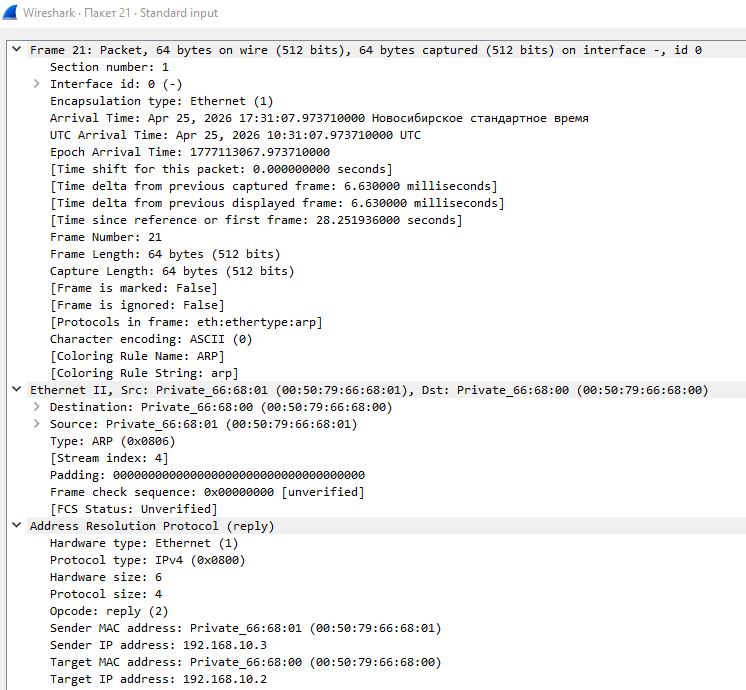 Wireshark · Пакет 21 · Standard input
Frame 21: Packet, 64 bytes on wire (512 bits), 64 bytes captured (512 bits) on interface -, id 0
Section number: 1
Interface id: 0 (-)
Encapsulation type: Ethernet (1)
Arrival Time: Apr 25, 2026 17:31:07.973710000 Новосибирское стандартное время
UTC Arrival Time: Apr 25, 2026 10:31:07.973710000 UTC
Epoch Arrival Time: 1777113067.973710000
[Time shift for this packet: 0.000000000 seconds]
[Time delta from previous captured frame: 6.630000 milliseconds]
[Time delta from previous displayed frame: 6.630000 milliseconds]
[Time since reference or first frame: 28.251936000 seconds]
Frame Number: 21
Frame Length: 64 bytes (512 bits)
Capture Length: 64 bytes (512 bits)
[Frame is marked: False]
[Frame is ignored: False]
[Protocols in frame: eth:ethertype:arp]
Character encoding: ASCII (0)
[Coloring Rule Name: ARP]
[Coloring Rule String: arp]
Ethernet II, Src: Private_66:68:01 (00:50:79:66:68:01), Dst: Private_66:68:00 (00:50:79:66:68:00)
Destination: Private_66:68:00 (00:50:79:66:68:00)
Source: Private_66:68:01 (00:50:79:66:68:01)
Type: ARP (0x0806)
[Stream index: 4]
Padding: 000000000000000000000000000000000000
Frame check sequence: 0x00000000 [unverified]
[FCS Status: Unverified]
Address Resolution Protocol (reply)
Hardware type: Ethernet (1)
Protocol type: IPv4 (0x0800)
Hardware size: 6
Protocol size: 4
Opcode: reply (2)
Sender MAC address: Private_66:68:01 (00:50:79:66:68:01)
Sender IP address: 192.168.10.3
Target MAC address: Private_66:68:00 (00:50:79:66:68:00)
Target IP address: 192.168.10.2